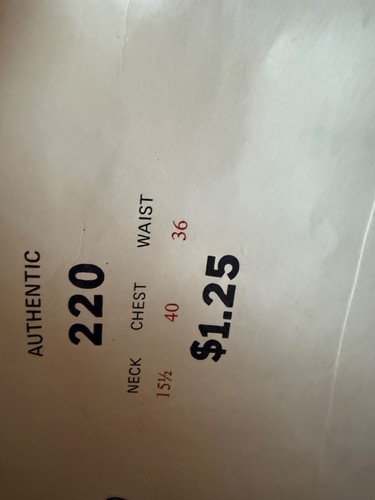 AUTHENTIC
220
NECK CHEST WAIST
15½ 40 36
$1.25